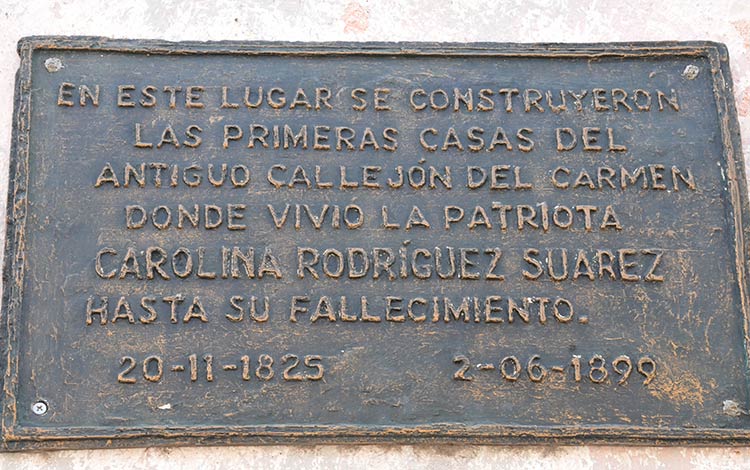 EN ESTE LUGAR SE CONSTRUYERON
LAS PRIMERAS CASAS DEL
ANTIGUO CALLEJÓN DEL CARMEN
DONDE VIVIÓ LA PATRIOTA
CAROLINA RODRÍGUEZ SUAREZ
HASTA SU FALLECIMIENTO.
20-11-1825 2-06-1899